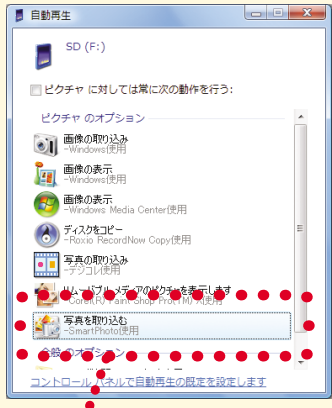 自動再生
SD (F:)
ピクチャ に対しては常に次の動作を行う:
ピクチャ のオプション
画像の取り込み
-Windows使用
画像の表示
-Windows使用
画像の表示
-Windows Media Center使用
ディスクをコピー
-Roxio RecordNow Copy使用
写真の取り込み
-デジコレ使用
リムーバブル メディアのピクチャを表示します
-Corel(R) Paint Shop Pro(TM) X使用
写真を取り込む
-SmartPhoto使用
全般 のオプション
コントロール パネルで自動再生の既定を設定します